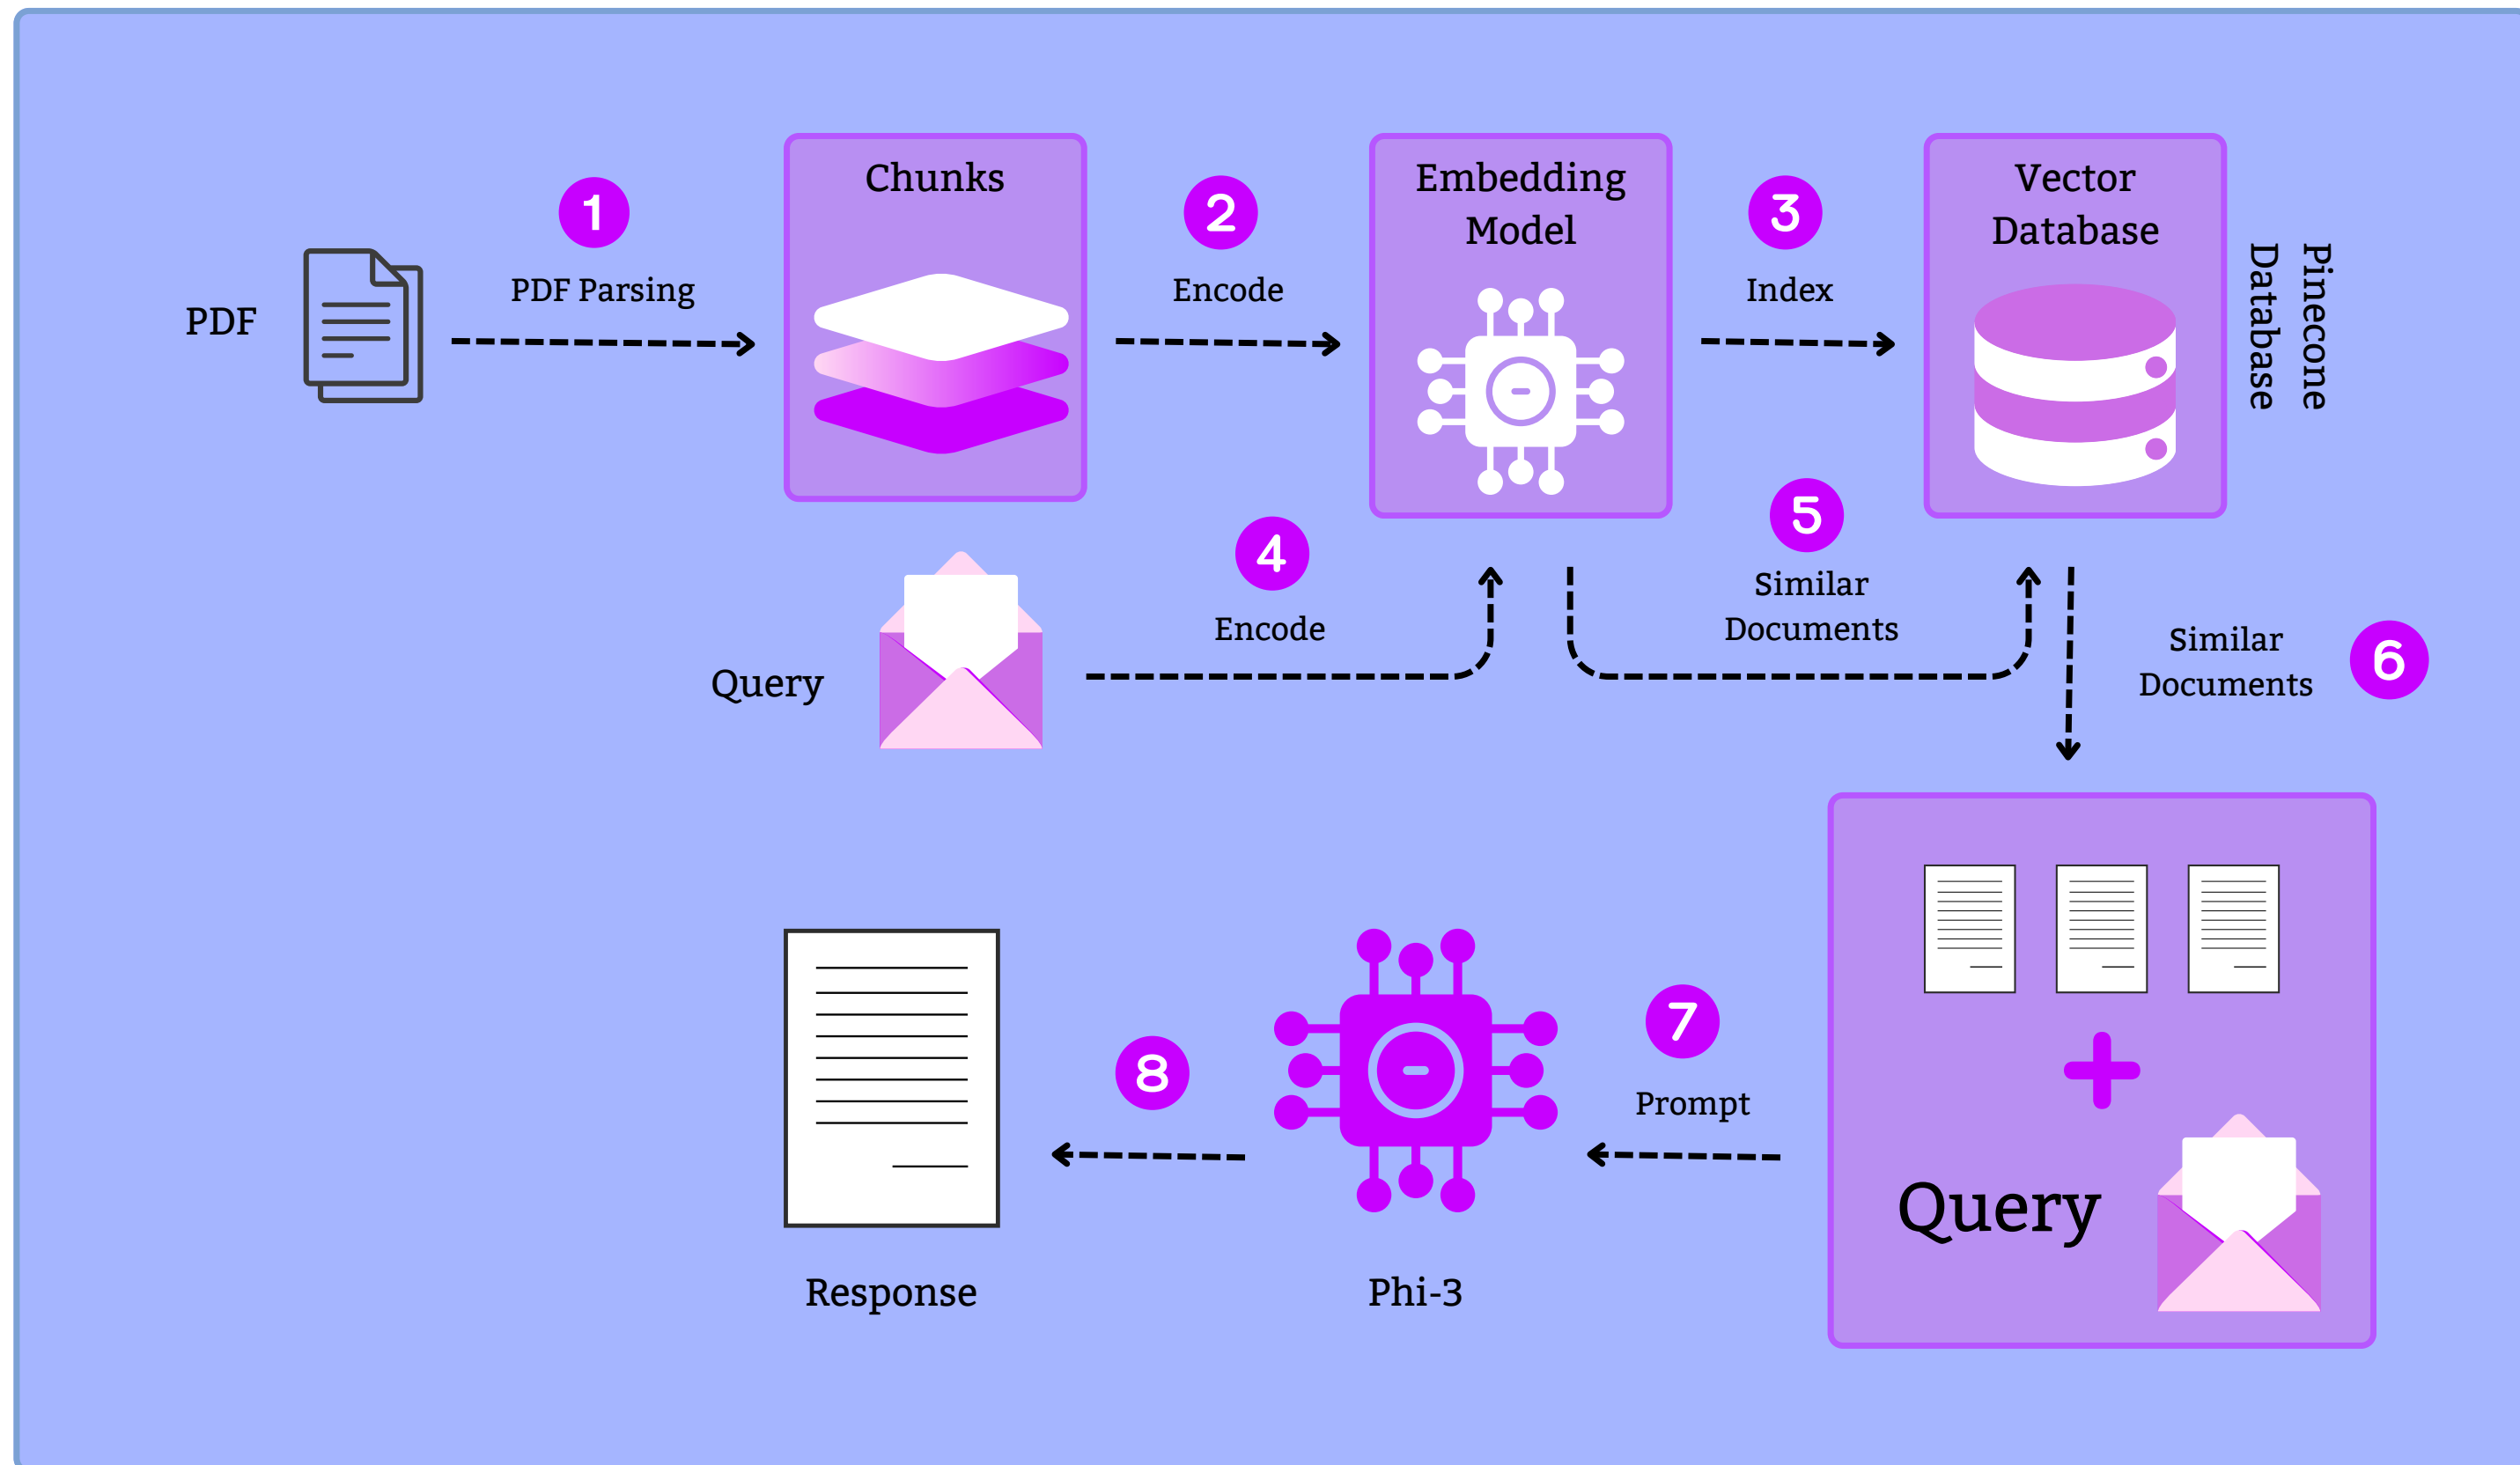 Chunks
Embedding
Model
Vector
Database
1
2
3
PDF Parsing
Encode
Index
PDF
Pinecone
Database
4
5
Similar
Documents
Encode
Similar
Documents
6
Query
7
Prompt
8
Query
Response
Phi-3